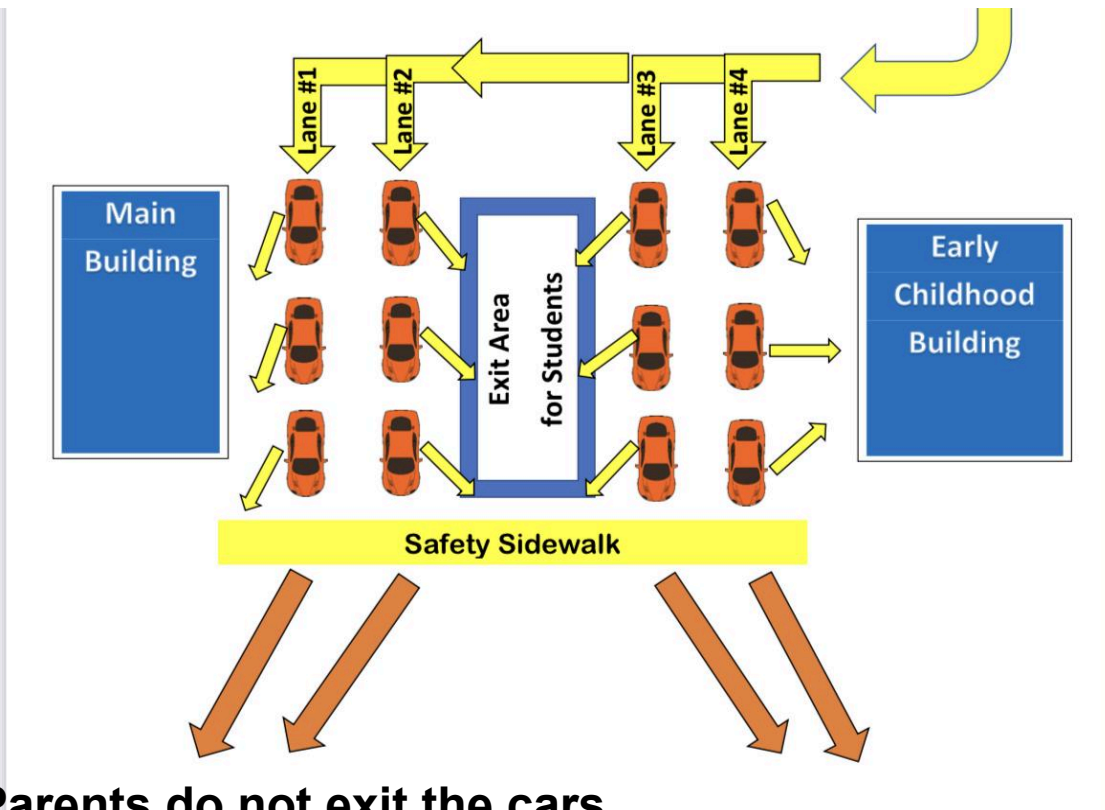 Lane #1
Lane #2
Lane #3
Lane #4
Main
Building
Exit Area
for Students
Early
Childhood
Building
Safety Sidewalk
Parents do not exit the cars